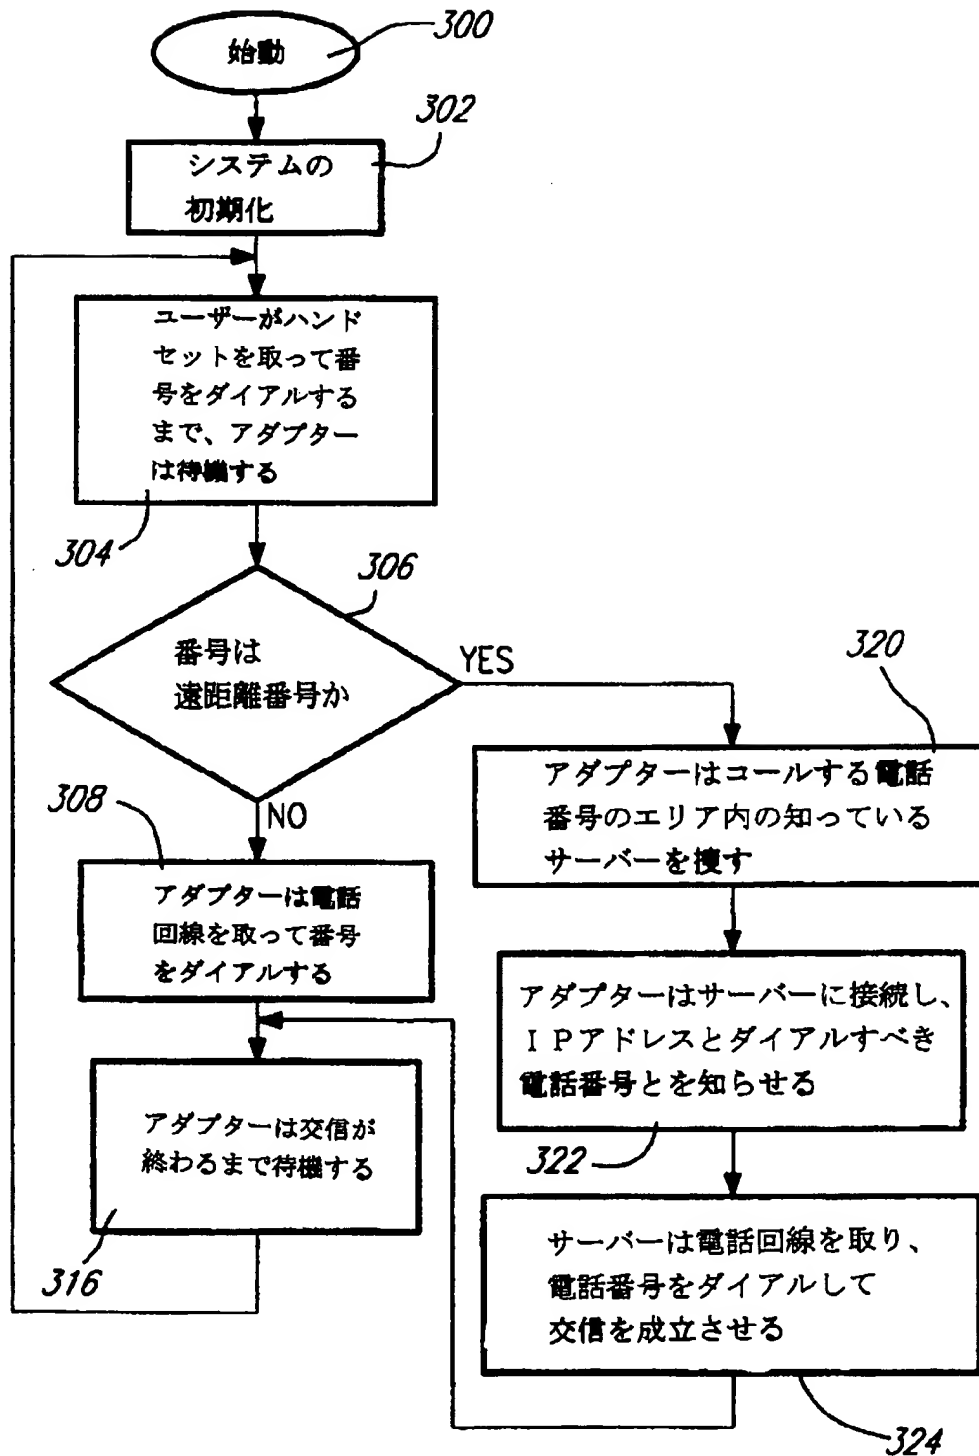 300
始動
302
システムの
初期化
ユーザーがハンド
セットを取って番
号をダイアルする
まで、アダプター
は待機する
304
306
番号は
遠距離番号か
YES
NO
308
アダプターは電話
回線を取って番号
をダイアルする
アダプターは交信が
終わるまで待機する
316
320
アダプターはコールする電話
番号のエリア内の知っている
サーバーを捜す
アダプターはサーバーに接続し、
IPアドレスとダイアルすべき
電話番号とを知らせる
322
サーバーは電話回線を取り、
電話番号をダイアルして
交信を成立させる
324